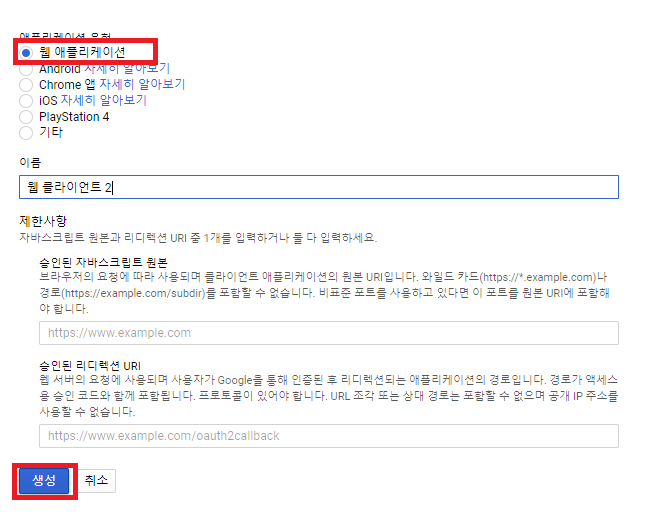 애플리케이션 유형
웹 애플리케이션
Android 자세히 알아보기
Chrome 앱 자세히 알아보기
iOS 자세히 알아보기
PlayStation 4
기타
이름
웹 클라이언트 2
제한사항
자바스크립트 원본과 리디렉션 URI 중 1개를 입력하거나 둘 다 입력하세요.
승인된 자바스크립트 원본
브라우저의 요청에 따라 사용되며 클라이언트 애플리케이션의 원본 URI입니다. 와일드 카드(https://*.example.com)나
경로(https://example.com/subdir)를 포함할 수 없습니다. 비표준 포트를 사용하고 있다면 이 포트를 원본 URI에 포함해
야 합니다.
https://www.example.com
승인된 리디렉션 URI
웹 서버의 요청에 사용되며 사용자가 Google을 통해 인증된 후 리디렉션되는 애플리케이션의 경로입니다. 경로가 액세스
용 승인 코드와 함께 포함됩니다. 프로토콜이 있어야 합니다. URL 조각 또는 상대 경로는 포함할 수 없으며 공개 IP 주소를
사용할 수 없습니다.
https://www.example.com/oauth2callback
생성 취소